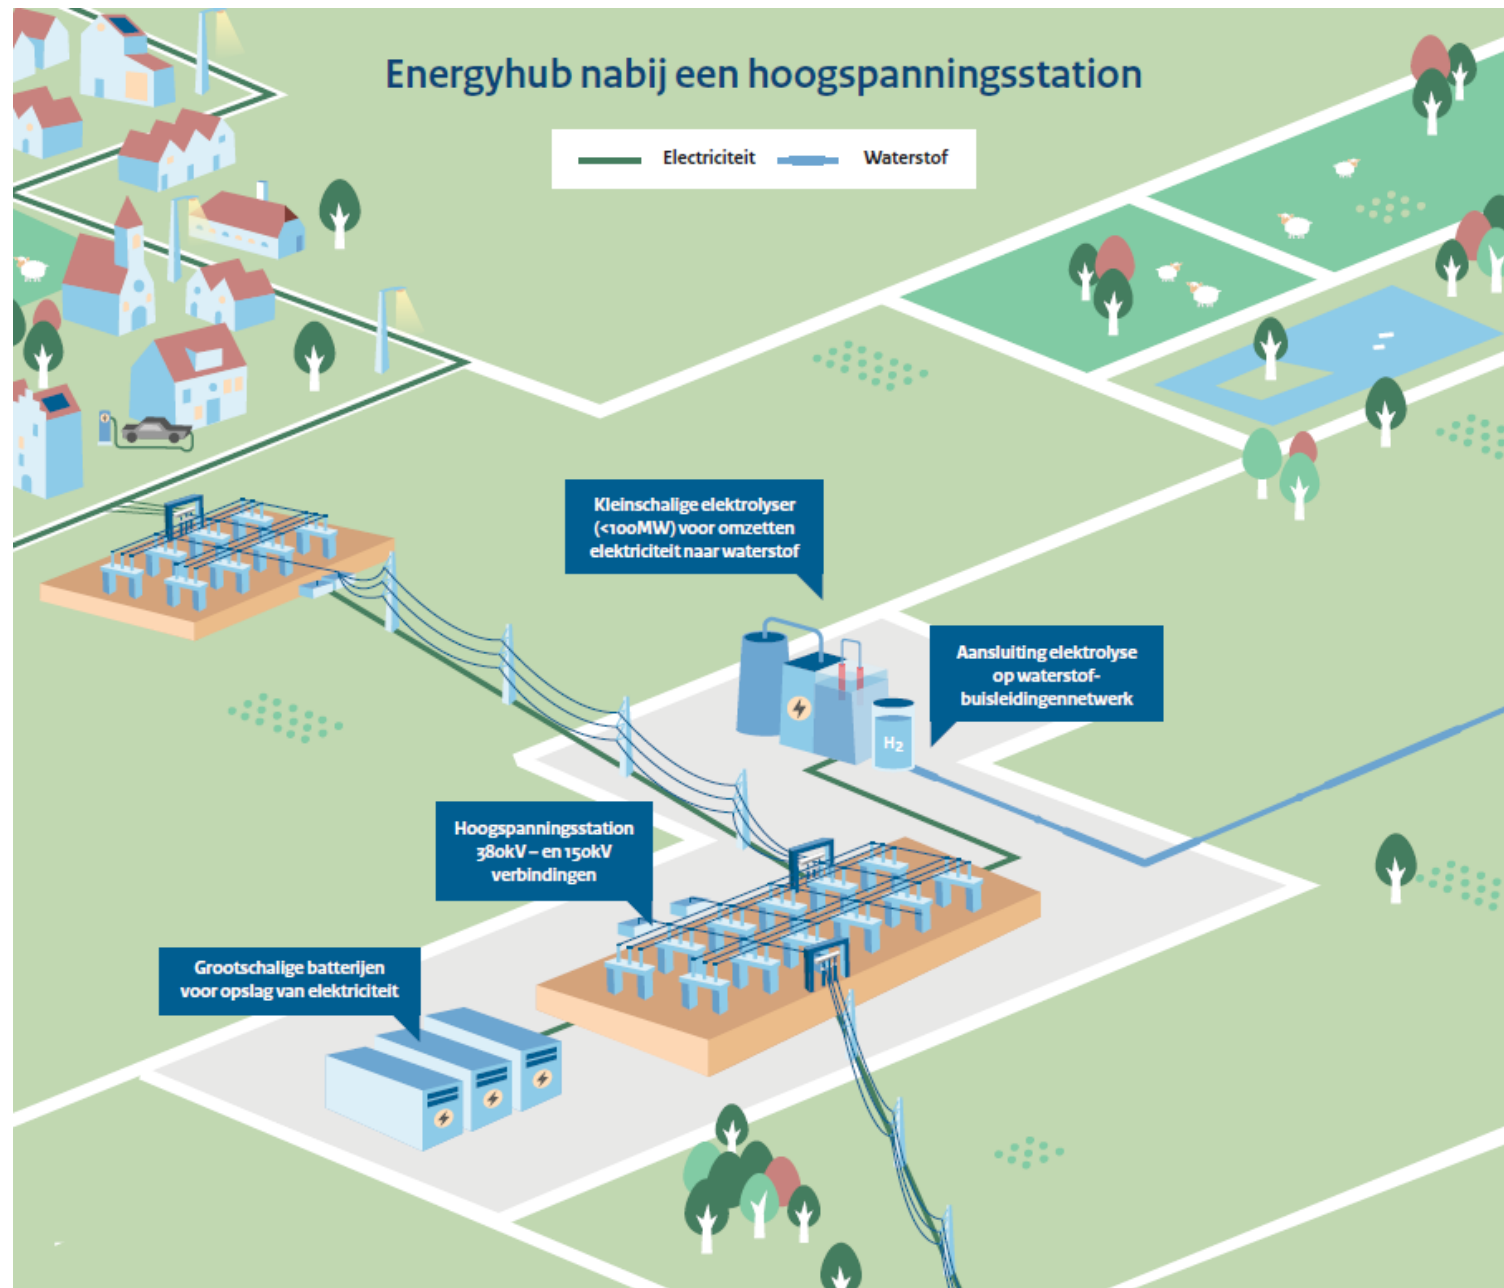 Energyhub nabij een hoogspanningsstation
Electriciteit
Waterstof
Kleinschalige elektrolyser
(<100MW) voor omzetten
elektriciteit naar waterstof
Aansluiting elektrolyse
op waterstof-
buisleidingennetwerk
H2
Hoogspanningsstation
380kV – en 150kV
verbindingen
Grootschalige batterijen
voor opslag van elektriciteit